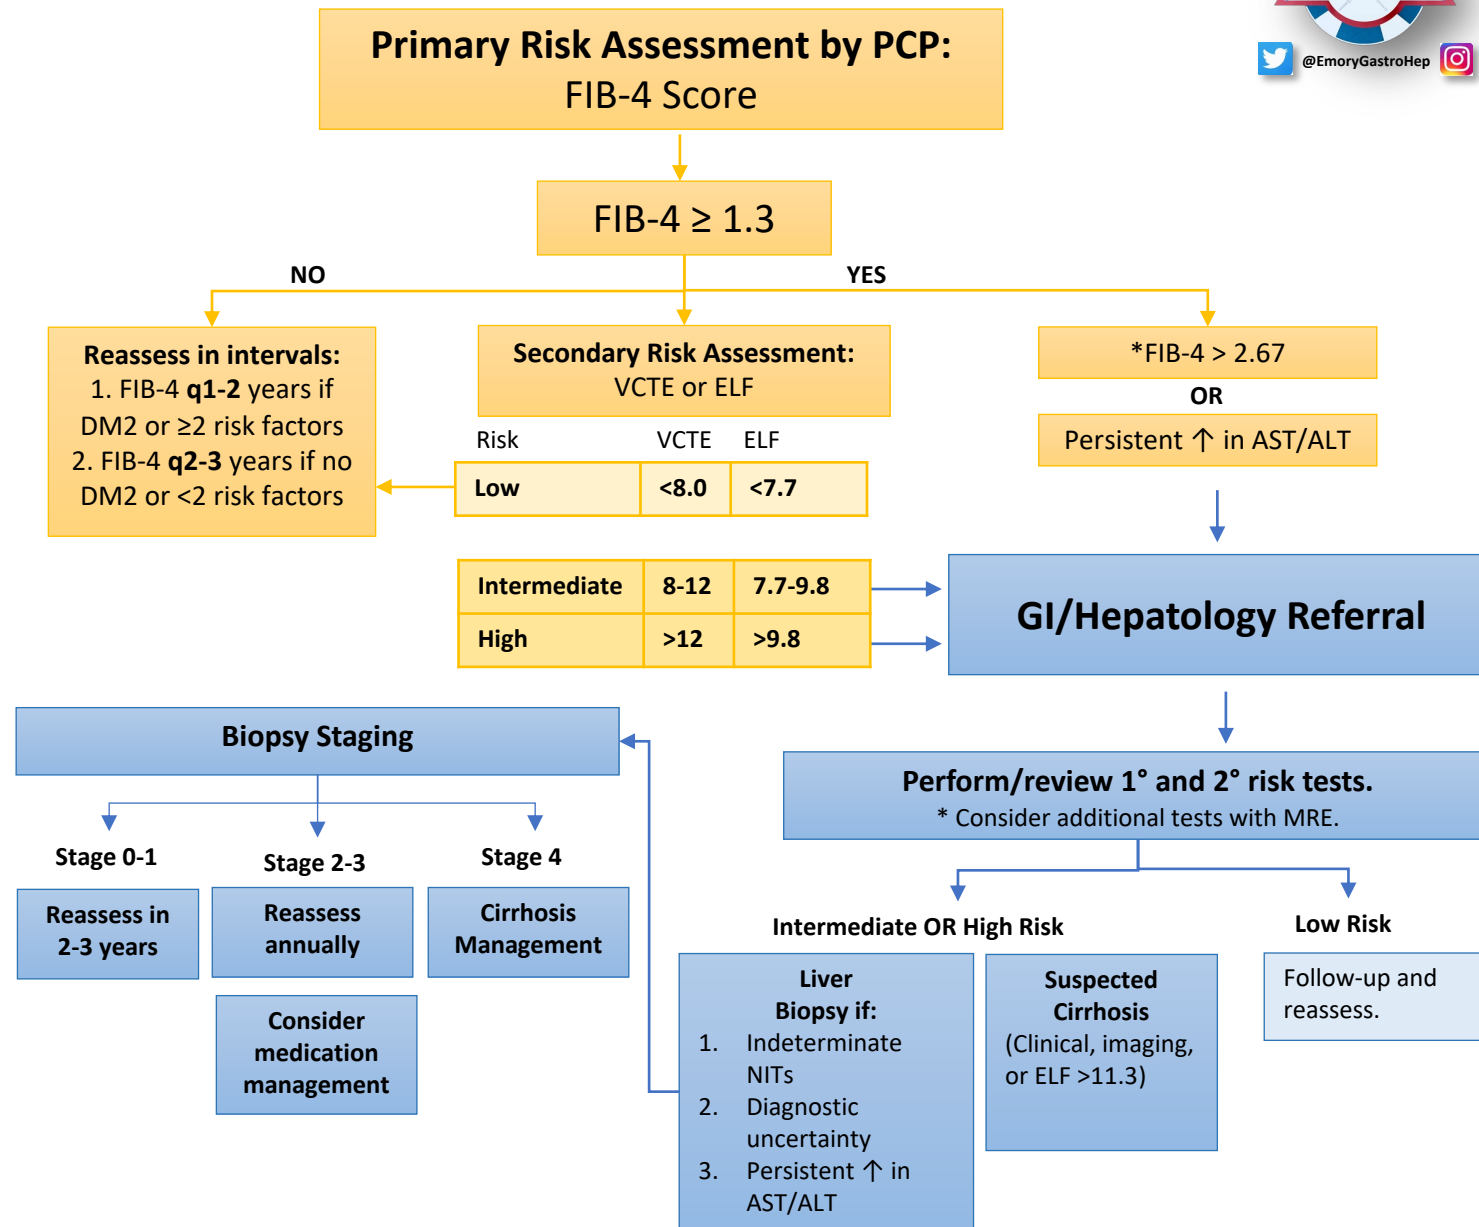 @EmoryGastroHep
Primary Risk Assessment by PCP:
FIB-4 Score
FIB-4 ≥ 1.3
NO
YES
Reassess in intervals:
1. FIB-4 q1-2 years if
DM2 or ≥2 risk factors
2. FIB-4 q2-3 years if no
DM2 or <2 risk factors
Secondary Risk Assessment:
VCTE or ELF
Risk VCTE ELF
Low <8.0 <7.7
Intermediate 8-12 7.7-9.8
High >12 >9.8
*FIB-4 > 2.67
OR
Persistent ↑ in AST/ALT
GI/Hepatology Referral
Perform/review 1° and 2° risk tests.
* Consider additional tests with MRE.
Intermediate OR High Risk
Low Risk
Liver
Biopsy if:
1. Indeterminate
NITs
2. Diagnostic
uncertainty
3. Persistent ↑ in
AST/ALT
Suspected
Cirrhosis
(Clinical, imaging,
or ELF >11.3)
Follow-up and
reassess.
Biopsy Staging
Stage 0-1
Stage 2-3
Stage 4
Reassess in
2-3 years
Reassess
annually
Cirrhosis
Management
Consider
medication
management